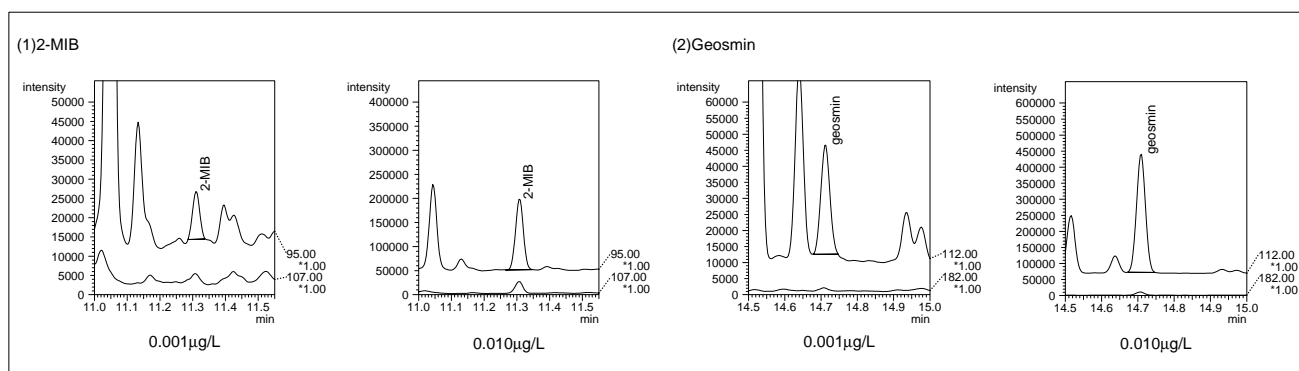 (1)2-MIB
intensity
50000
45000
40000
35000
30000
25000
20000
15000
10000
5000
0
2-MIB
95.00
*1.00
107.00
*1.00
11.0 11.1 11.2 11.3 11.4 11.5
min
0.001μg/L
intensity
400000
350000
300000
250000
200000
150000
100000
50000
0
2-MIB
95.00
*1.00
107.00
*1.00
11.0 11.1 11.2 11.3 11.4 11.5
min
0.010μg/L
(2)Geosmin
intensity
60000
55000
50000
45000
40000
35000
30000
25000
20000
15000
10000
5000
0
geosmin
112.00
*1.00
182.00
*1.00
14.5 14.6 14.7 14.8 14.9 15.0
min
0.001μg/L
intensity
600000
550000
500000
450000
400000
350000
300000
250000
200000
150000
100000
50000
0
geosmin
112.00
*1.00
182.00
*1.00
14.5 14.6 14.7 14.8 14.9 15.0
min
0.010μg/L